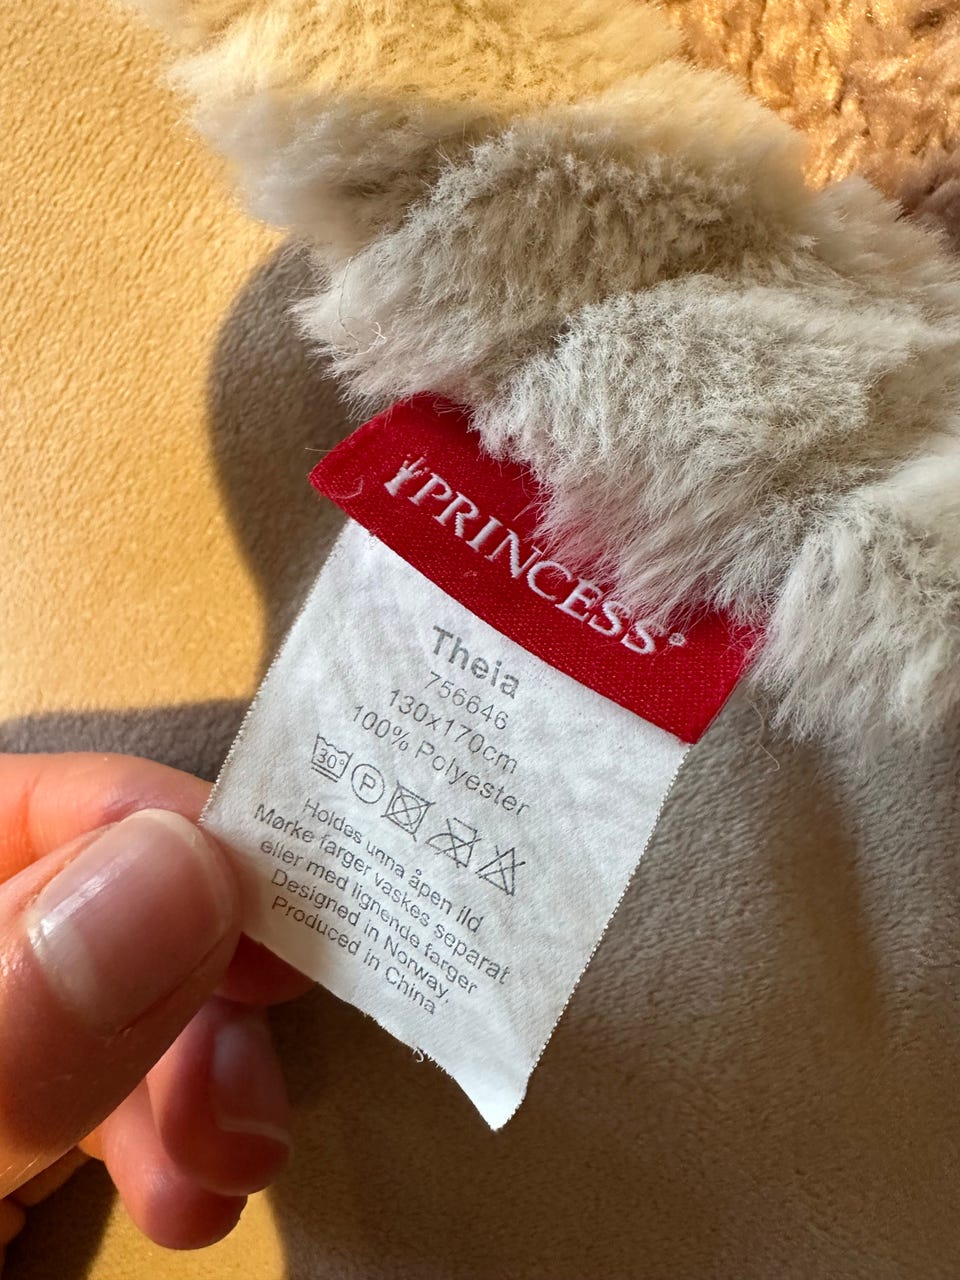 PRINCESS®
Theia
756646
130x170cm
100% Polyester
30° P
Holdes unna åpen ild
Mørke farger vaskes separat
eller med lignende farger
Designed in Norway,
Produced in China